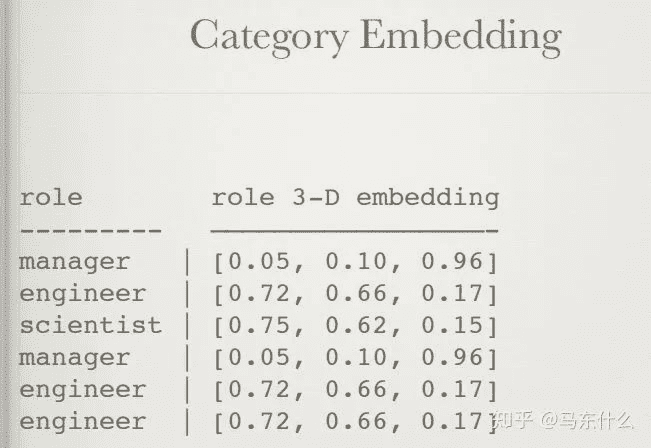 Category Embedding
role role 3-D embedding
--------- ——————————————————-
manager | [0.05, 0.10, 0.96]
engineer | [0.72, 0.66, 0.17]
scientist | [0.75, 0.62, 0.15]
manager | [0.05, 0.10, 0.96]
engineer | [0.72, 0.66, 0.17]
engineer | [0.72, 0.66, 0.17]
知乎 @马东什么